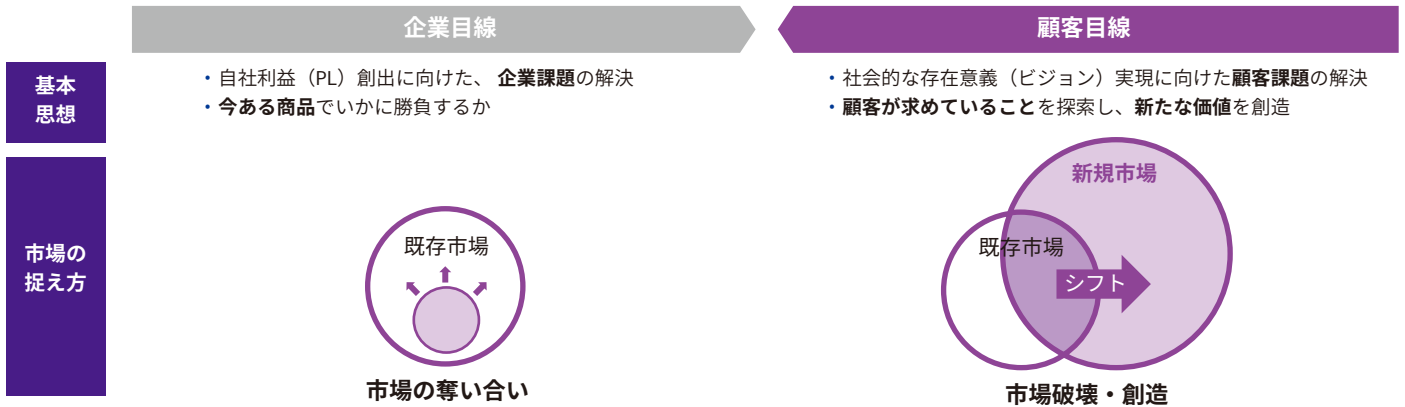 企業目線
顧客目線
基本
思想
・自社利益（PL）創出に向けた、 企業課題の解決
・今ある商品でいかに勝負するか
・社会的な存在意義（ビジョン）実現に向けた顧客課題の解決
・顧客が求めていることを探索し、新たな価値を創造
市場の
捉え方
既存市場
市場の奪い合い
新規市場
既存市場
シフト
市場破壊・創造